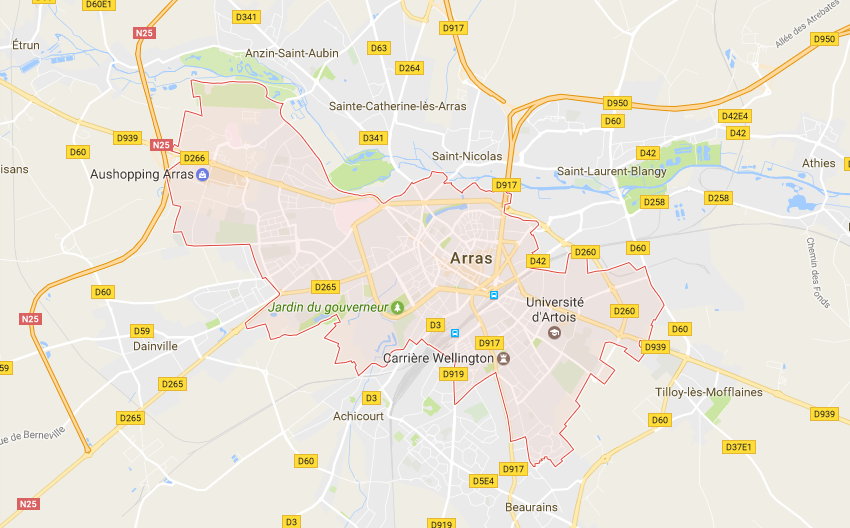 D60E1
D341
D917
Allée des Atrebates
N25
Étrun
Anzin-Saint-Aubin
D63
D950
D264
Sainte-Catherine-lès-Arras
D950
D42E4
D60
D939
D341
D42
N25
D60
D266
Saint-Nicolas
D42
Athies
isans
Aushopping Arras
Saint-Laurent-Blangy
D917
D258
D258
Chemin des Fonds
D60
D260
Arras
D42
D60
D265
Jardin du gouverneur
Université
d'Artois
D260
N25
D3
D59
D60
Dainville
D917
D939
59
Carrière Wellington
D265
D919
Tilloy-lès-Mofflaines
D3
Achicourt
D265
D60
D939
ue de Berneville
D37E1
D60
D917
D5E4
N25
Beaurains
D3
D919